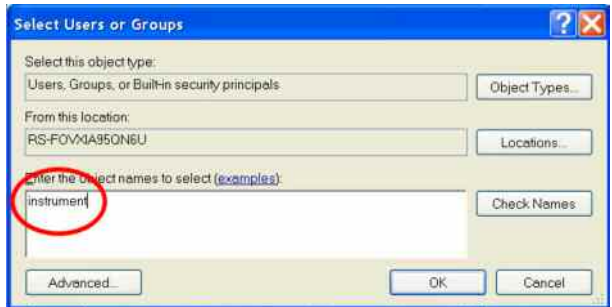 Select Users or Groups
Select this object type:
Users, Groups, or Built-in security principals
Object Types...
From this location:
RS-FOVXIA95QN6U
Locations...
Enter the object names to select (examples):
instrument
Check Names
Advanced...
OK
Cancel